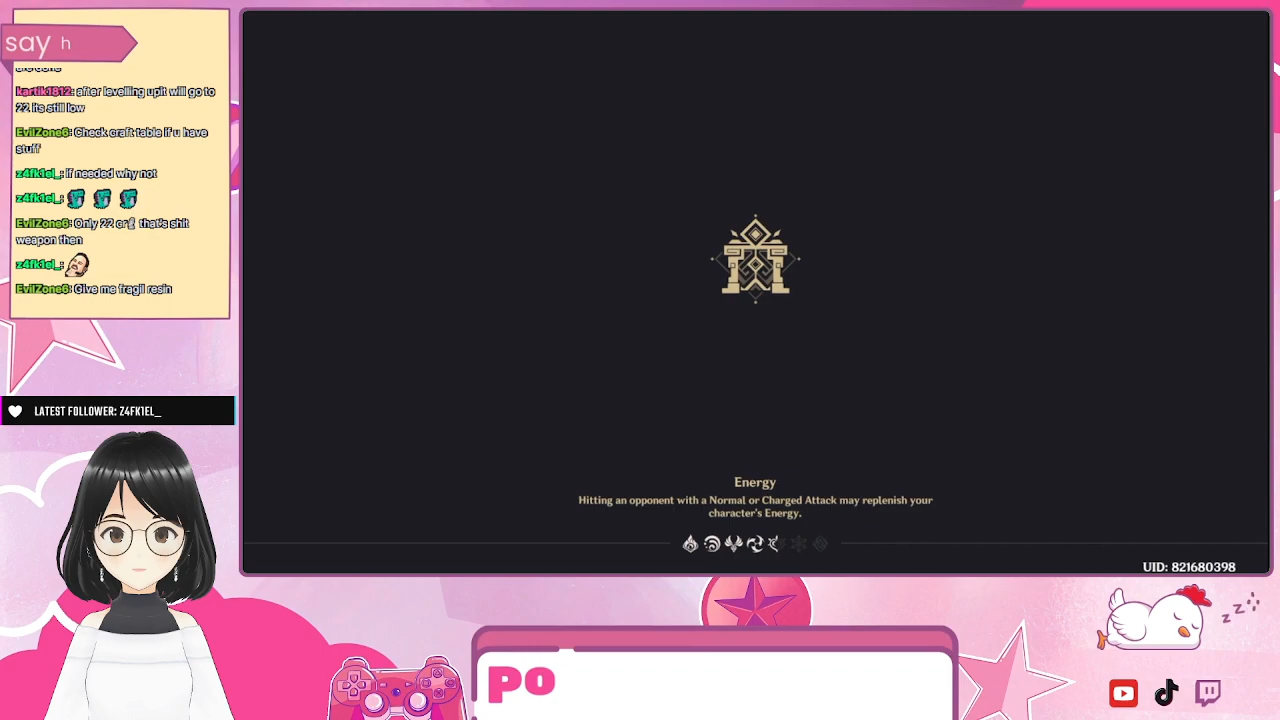 say h
kartik1812: after levelling upit will go to
22 its still low
EvilZone6: Check craft table if u have
stuff
z4fk1el_: if needed why not
z4fk1el_:
EvilZone6: Only 22 cr that's shit
weapon then
z4fk1el_:
EvilZone6: Give me fragil resin
LATEST FOLLOWER: Z4FK1EL_
Energy
Hitting an opponent with a Normal or Charged Attack may replenish your
character's Energy.
UID: 821680398
z z
PO